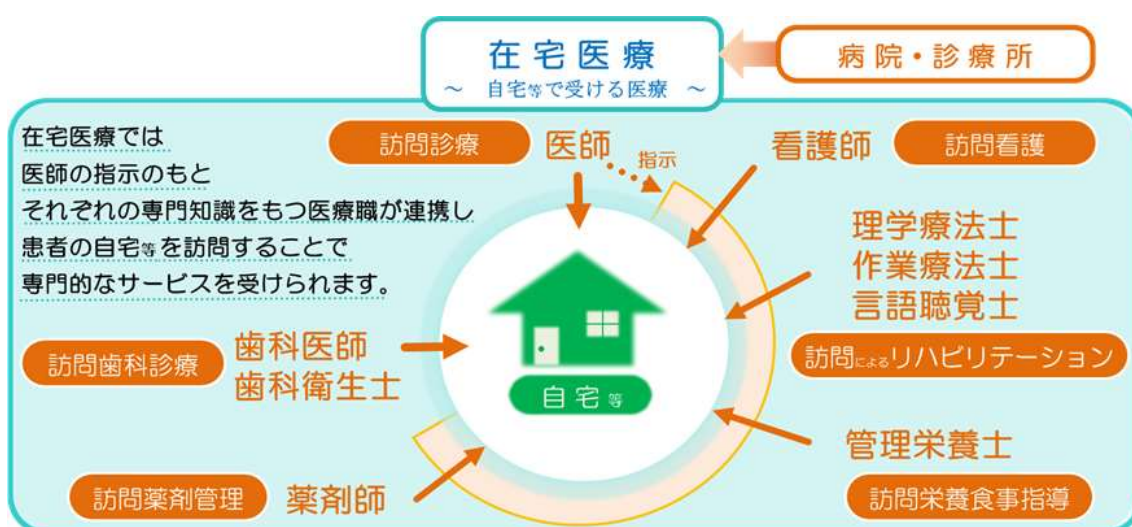 在宅医療
～ 自宅等で受ける医療 ～
病院・診療所
在宅医療では
医師の指示のもと
それぞれの専門知識をもつ医療職が連携し
患者の自宅等を訪問することで
専門的なサービスを受けられます。
訪問診療
医師
指示
看護師
訪問看護
理学療法士
作業療法士
言語聴覚士
訪問によるリハビリテーション
歯科医師
歯科衛生士
訪問歯科診療
自宅等
管理栄養士
訪問栄養食事指導
訪問薬剤管理
薬剤師